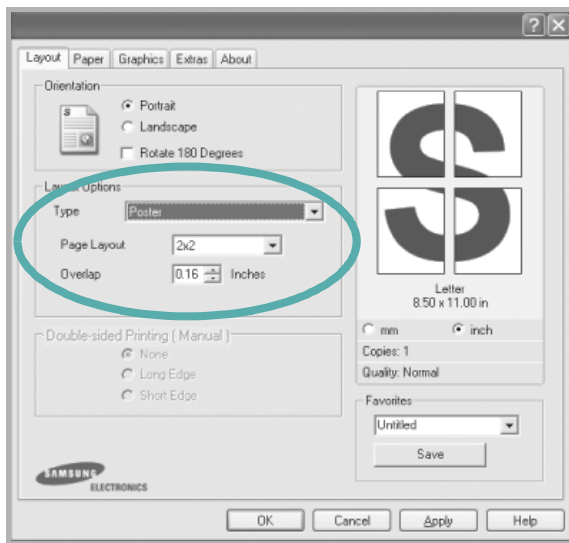 Layout Paper Graphics Extras About
Orientation
S
Portrait
Landscape
Rotate 180 Degrees
Layout Options
Type Poster
Page Layout 2x2
Overlap 0.16 Inches
Double-sided Printing ( Manual )
None
Long Edge
Short Edge
SAMSUNG
ELECTRONICS
S
Letter
8.50 x 11.00 in
mm inch
Copies: 1
Quality: Normal
Favorites
Untitled
Save
OK Cancel Apply Help